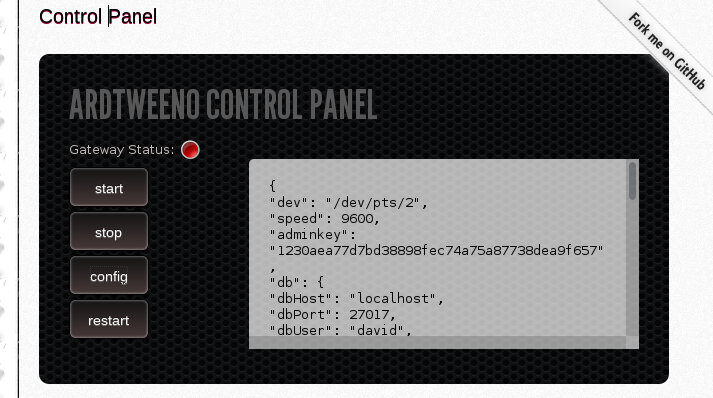 Control Panel
Fork me on GitHub
ARDTWEENO CONTROL PANEL
Gateway Status:
start
stop
config
restart
{
"dev": "/dev/pts/2",
"speed": 9600,
"adminkey":
"1230aea77d7bd38898fec74a75a87738dea9f657"
,
"db": {
"dbHost": "localhost",
"dbPort": 27017,
"dbUser": "david",